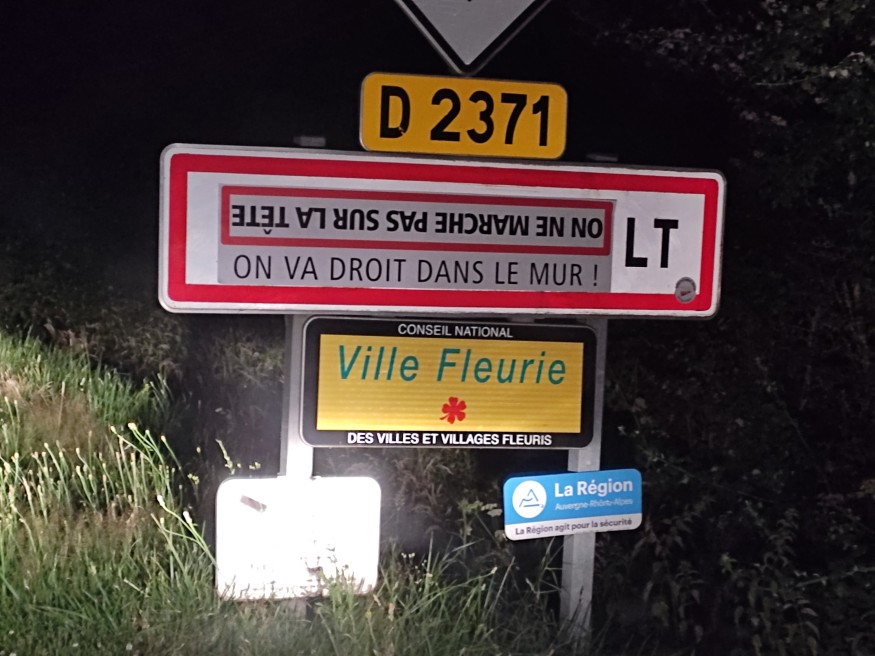 D 2371
ON NE MARCHE PAS SUR LA TÊTE
ON VA DROIT DANS LE MUR !
LT
CONSEIL NATIONAL
Ville Fleurie
DES VILLES ET VILLAGES FLEURIS
La Région
Auvergne-Rhône-Alpes
La Région agit pour la sécurité